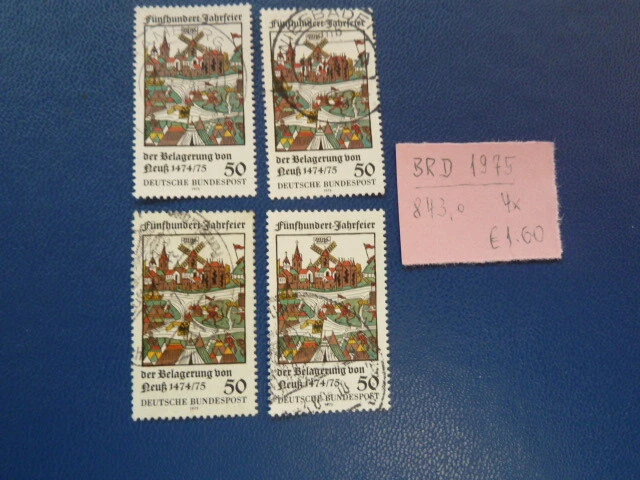 Fünfhundert-Jahrfeier
der Belagerung von
Neuß 1474/75 50
DEUTSCHE BUNDESPOST
Fünfhundert-Jahrfeier
der Belagerung von
Neuß 1474/75 50
DEUTSCHE BUNDESPOST
BRD 1975
843,0 4x
€1.60
Fünfhundert-Jahrfeier
der Belagerung von
Neuß 1474/75 50
DEUTSCHE BUNDESPOST
Fünfhundert-Jahrfeier
der Belagerung von
Neuß 1474/75 50
DEUTSCHE BUNDESPOST